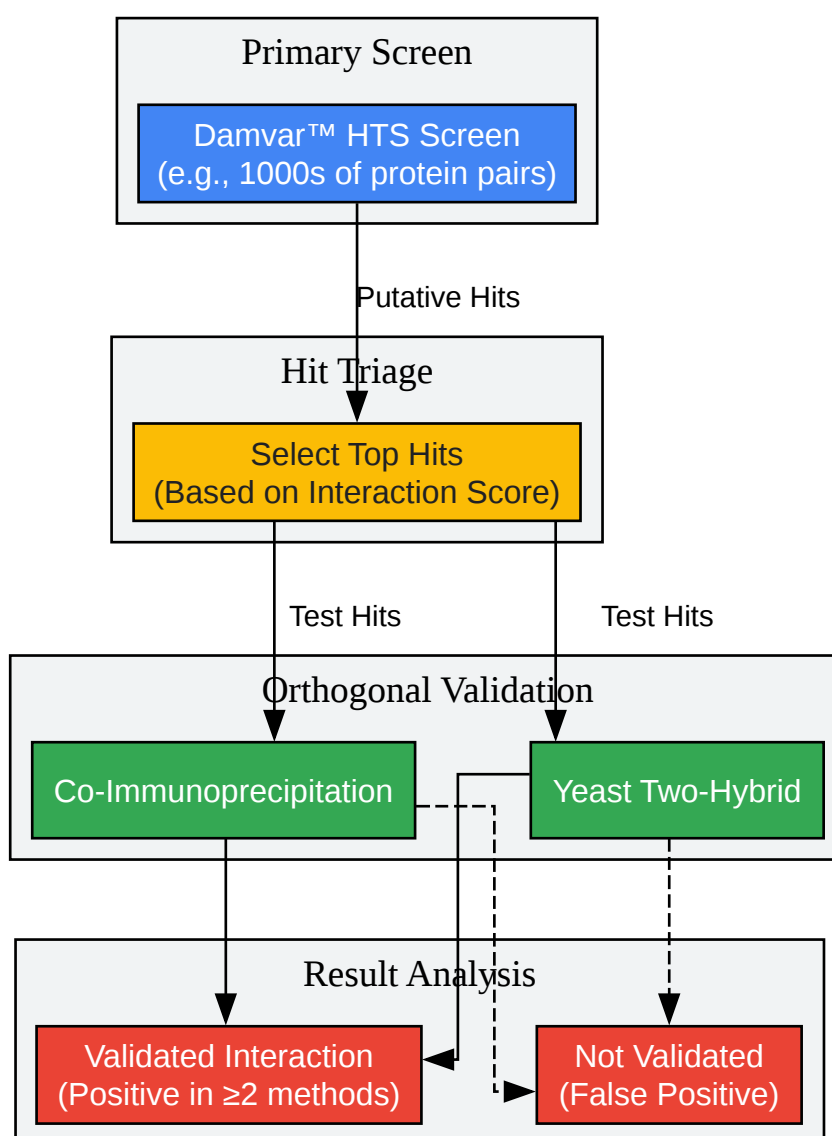 Primary Screen
Damvar™ HTS Screen
(e.g., 1000s of protein pairs)
Putative Hits
Hit Triage
Select Top Hits
(Based on Interaction Score)
Test Hits
Test Hits
Orthogonal Validation
Co-Immunoprecipitation
Yeast Two-Hybrid
Result Analysis
Validated Interaction
(Positive in ≥2 methods)
Not Validated
(False Positive)